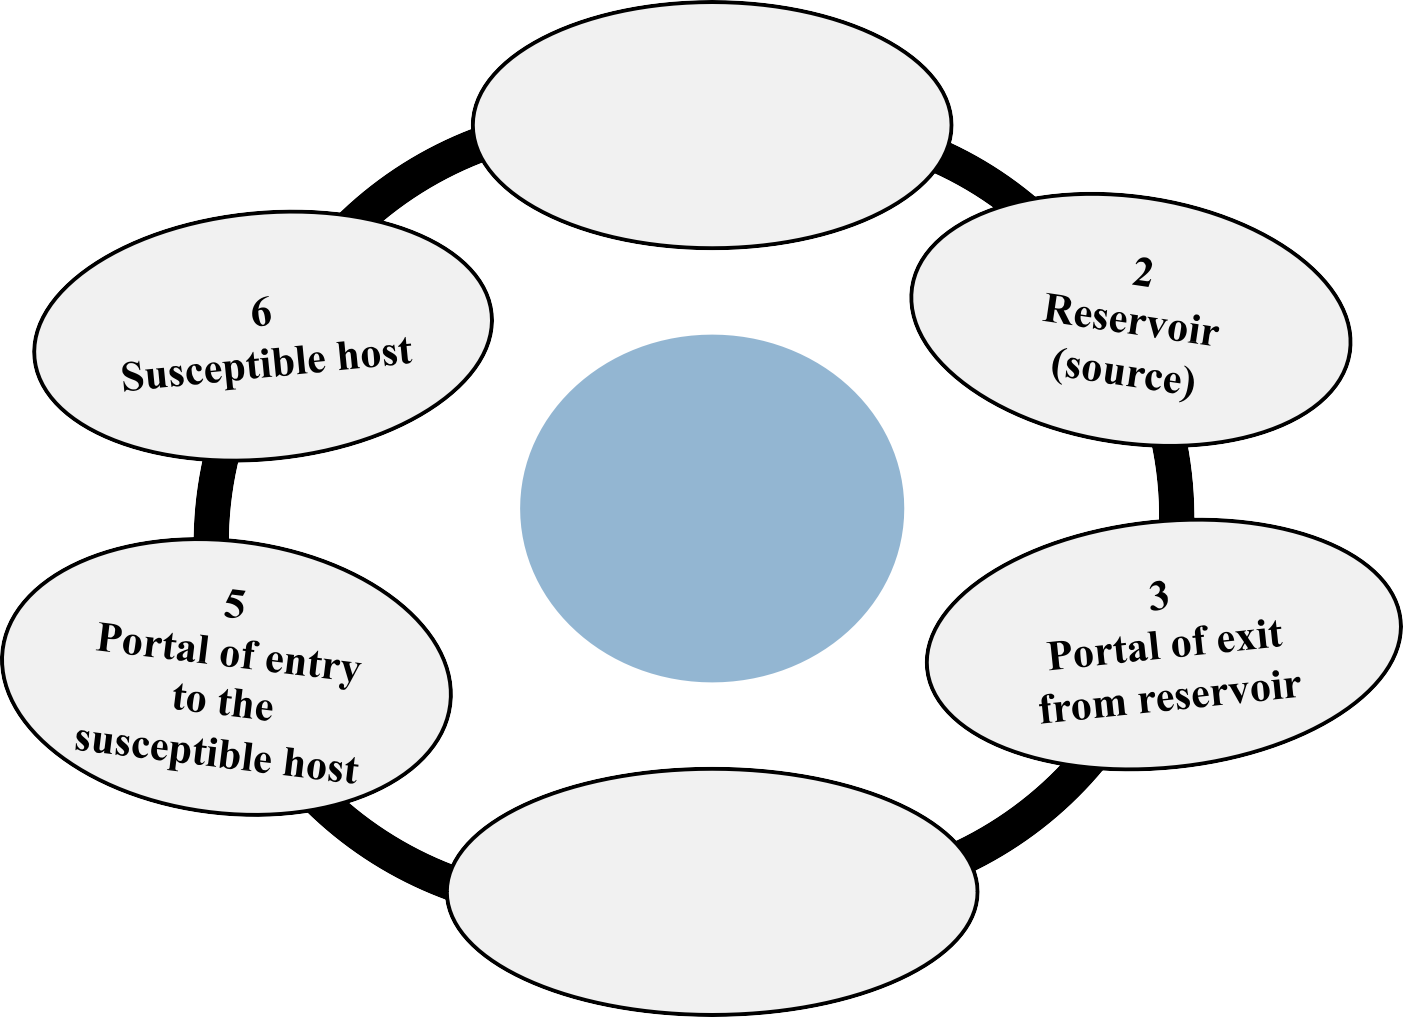 2
Reservoir
(source)
3
Portal of exit
from reservoir
5
Portal of entry
to the
susceptible host
6
Susceptible host